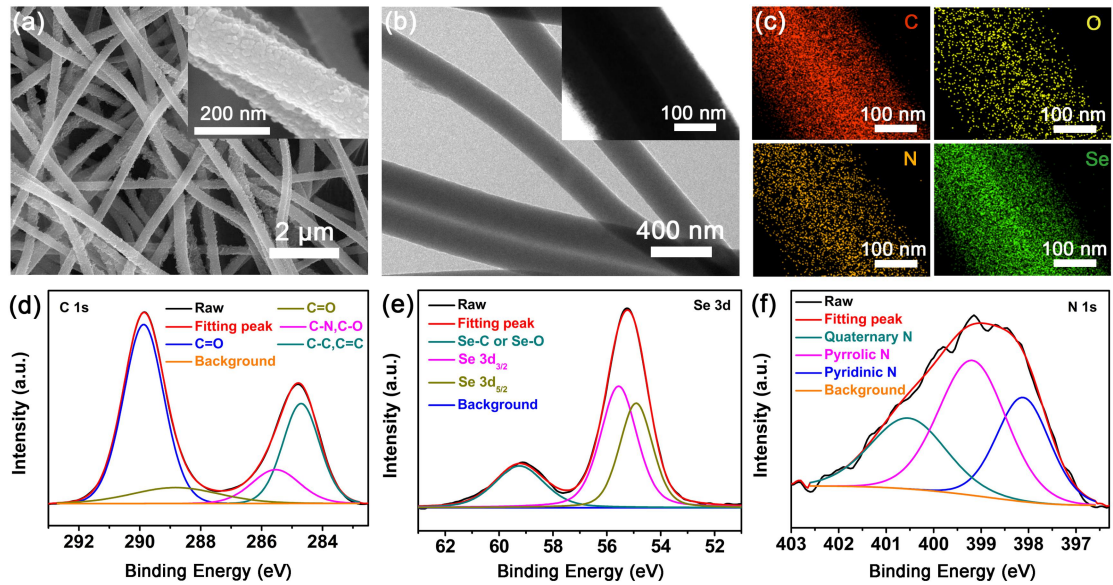 (a)
200 nm
2 μm
(b)
100 nm
400 nm
(c)
C
100 nm
O
100 nm
N
100 nm
Se
100 nm
(d)
C 1s
Raw
Fitting peak
C=O
Background
C=O
C-N,C-O
C-C,C=C
Intensity (a.u.)
292 290 288 286 284
Binding Energy (eV)
(e)
Se 3d
Raw
Fitting peak
Se-C or Se-O
Se 3d3/2
Se 3d5/2
Background
Intensity (a.u.)
62 60 58 56 54 52
Binding Energy (eV)
(f)
N 1s
Raw
Fitting peak
Quaternary N
Pyrrolic N
Pyridinic N
Background
Intensity (a.u.)
403 402 401 400 399 398 397
Binding Energy (eV)